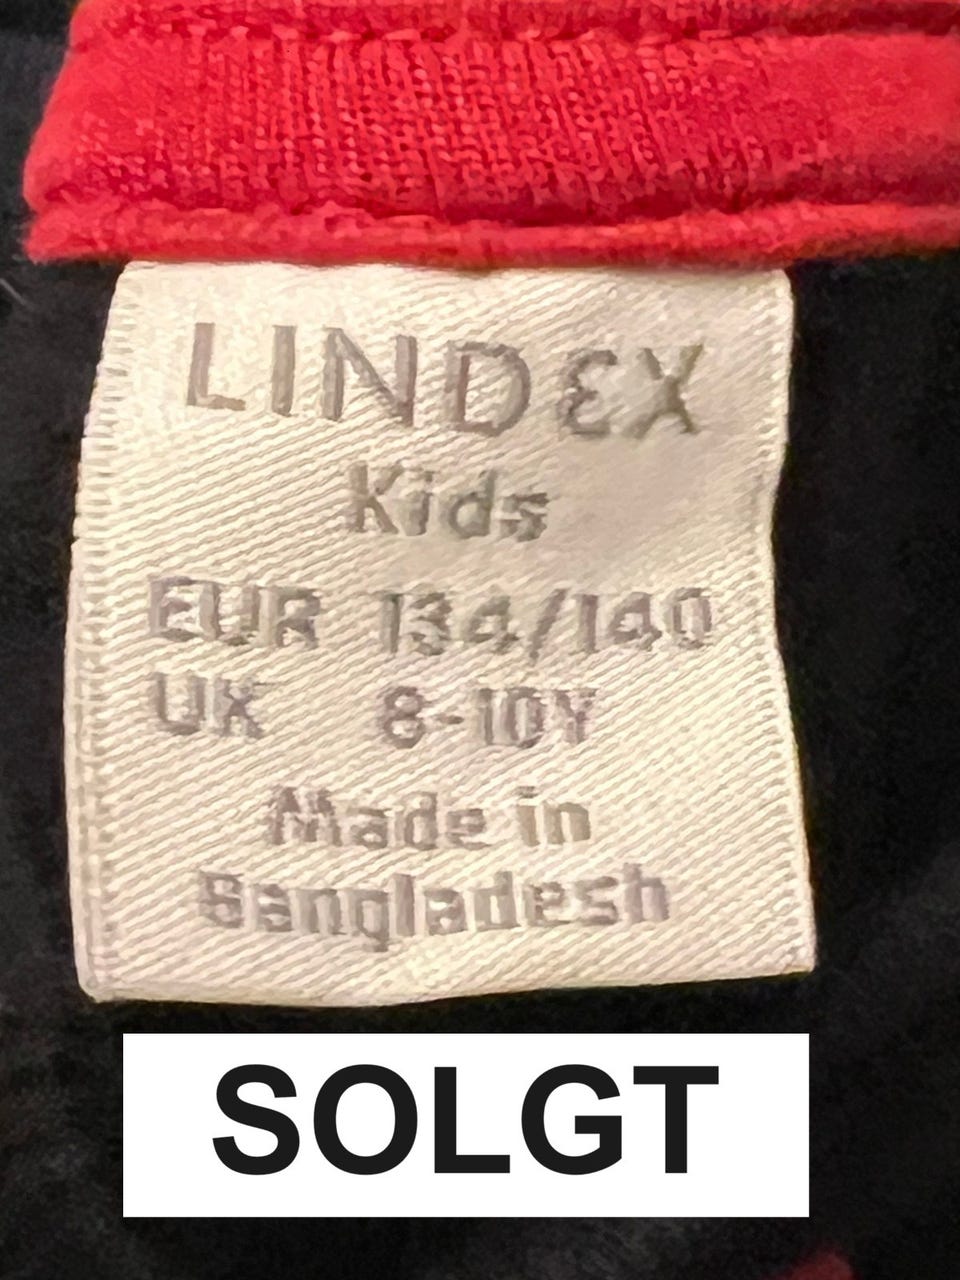 LINDEX
Kids
EUR 134/140
UK 8-10Y
Made in
Bangladesh
SOLGT